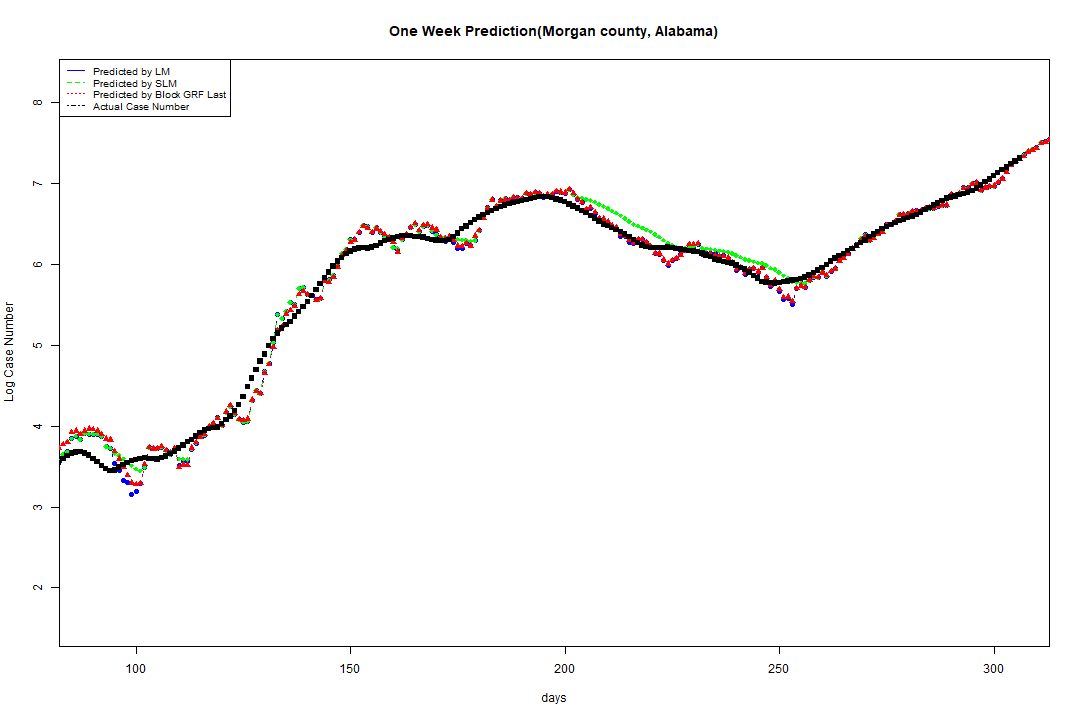 One Week Prediction(Morgan county, Alabama)
Predicted by LM
Predicted by SLM
Predicted by Block GRF Last
Actual Case Number
8
7
6
5
4
3
2
Log Case Number
100 150 200 250 300
days